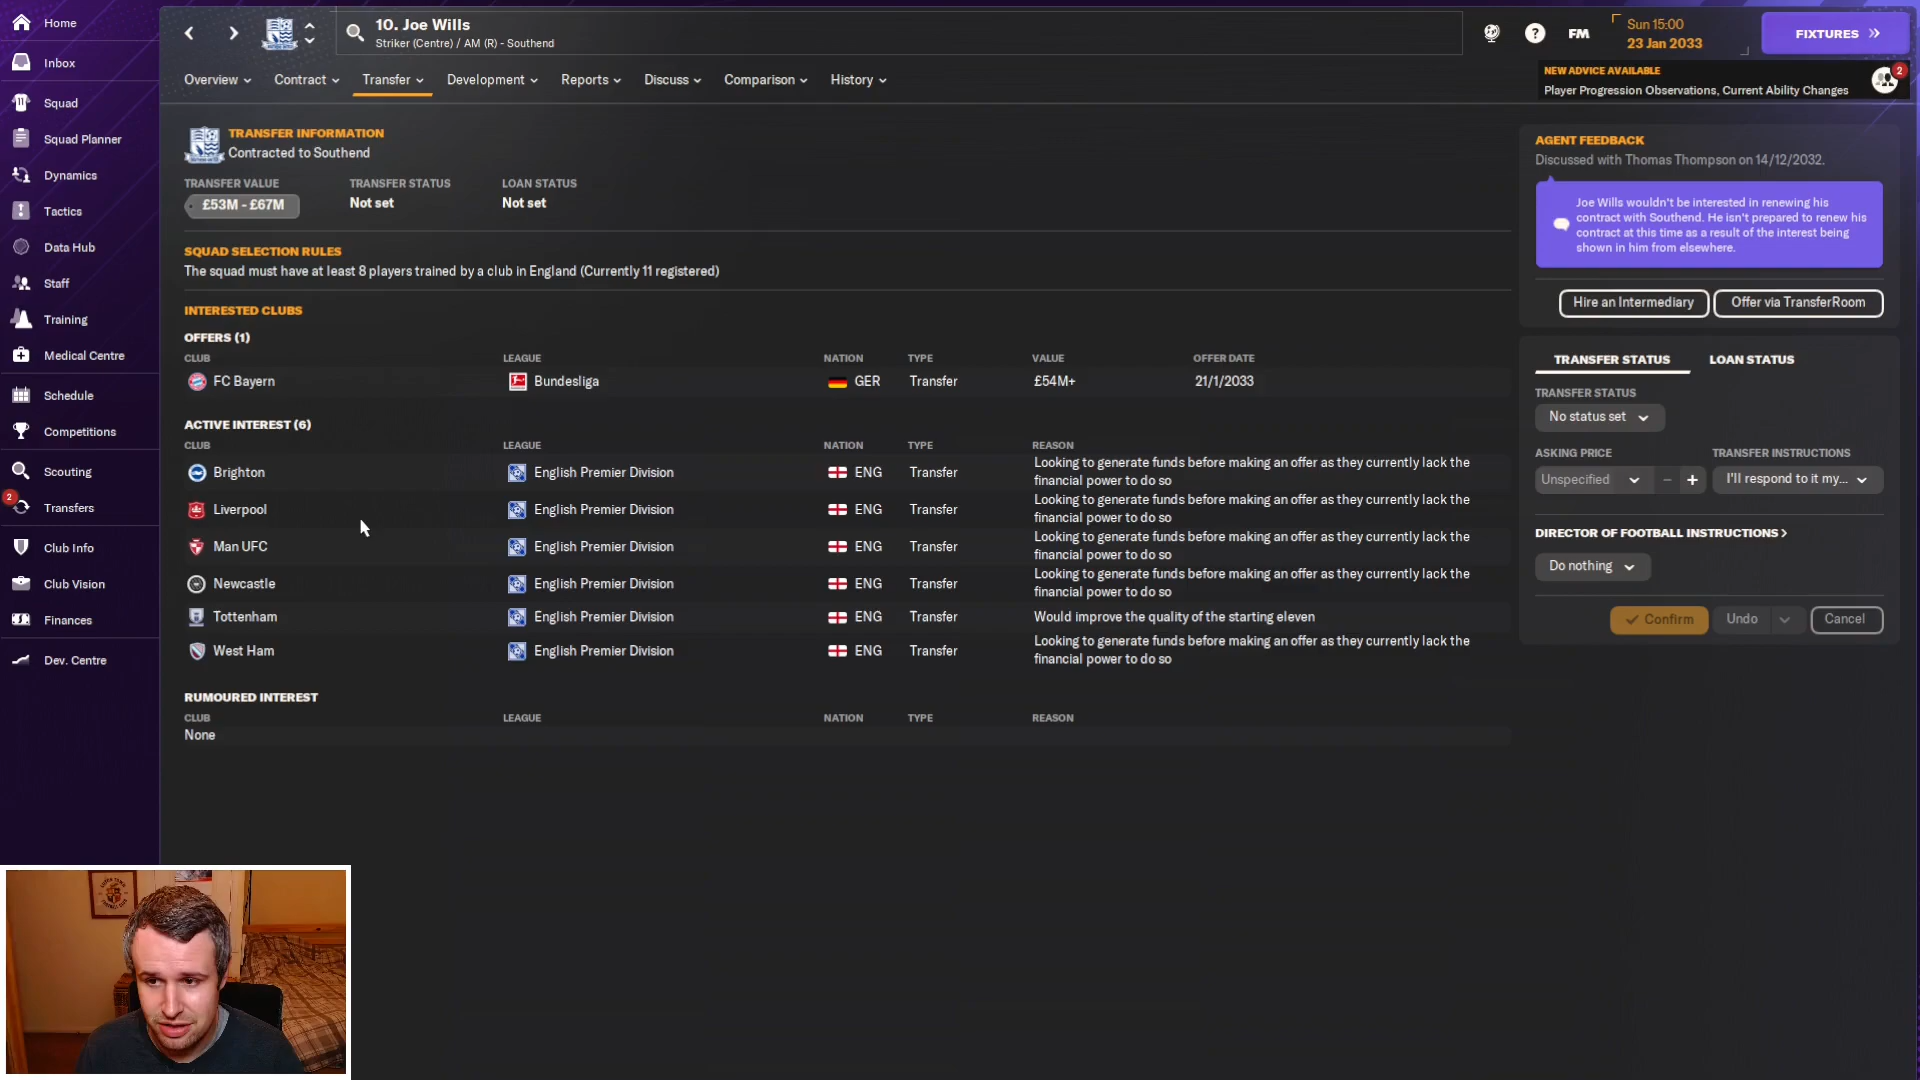 Home
Inbox
Squad
Squad Planner
Dynamics
Tactics
Data Hub
Staff
Training
Medical Centre
Schedule
Competitions
Scouting
2
Transfers
Club Info
Club Vision
Finances
Dev. Centre
10. Joe Wills
Striker (Centre) / AM (R) - Southend
?
FM
Sun 15:00
23 Jan 2033
FIXTURES
Overview
Contract
Transfer
Development
Reports
Discuss
Comparison
History
NEW ADVICE AVAILABLE
Player Progression Observations, Current Ability Changes
2
TRANSFER INFORMATION
Contracted to Southend
TRANSFER VALUE TRANSFER STATUS LOAN STATUS
£53M - £67M Not set Not set
SQUAD SELECTION RULES
The squad must have at least 8 players trained by a club in England (Currently 11 registered)
INTERESTED CLUBS
OFFERS (1)
CLUB LEAGUE NATION TYPE VALUE OFFER DATE
FC Bayern Bundesliga GER Transfer £54M+ 21/1/2033
ACTIVE INTEREST (6)
CLUB LEAGUE NATION TYPE REASON
Brighton English Premier Division ENG Transfer Looking to generate funds before making an offer as they currently lack the
financial power to do so
Liverpool English Premier Division ENG Transfer Looking to generate funds before making an offer as they currently lack the
financial power to do so
Man UFC English Premier Division ENG Transfer Looking to generate funds before making an offer as they currently lack the
financial power to do so
Newcastle English Premier Division ENG Transfer Looking to generate funds before making an offer as they currently lack the
financial power to do so
Tottenham English Premier Division ENG Transfer Would improve the quality of the starting eleven
West Ham English Premier Division ENG Transfer Looking to generate funds before making an offer as they currently lack the
financial power to do so
RUMOURED INTEREST
CLUB LEAGUE NATION TYPE REASON
None
AGENT FEEDBACK
Discussed with Thomas Thompson on 14/12/2032.
Joe Wills wouldn't be interested in renewing his
contract with Southend. He isn't prepared to renew his
contract at this time as a result of the interest being
shown in him from elsewhere.
Hire an Intermediary
Offer via TransferRoom
TRANSFER STATUS LOAN STATUS
TRANSFER STATUS
No status set
ASKING PRICE TRANSFER INSTRUCTIONS
Unspecified - + I'll respond to it my...
DIRECTOR OF FOOTBALL INSTRUCTIONS >
Do nothing
Confirm Undo Cancel